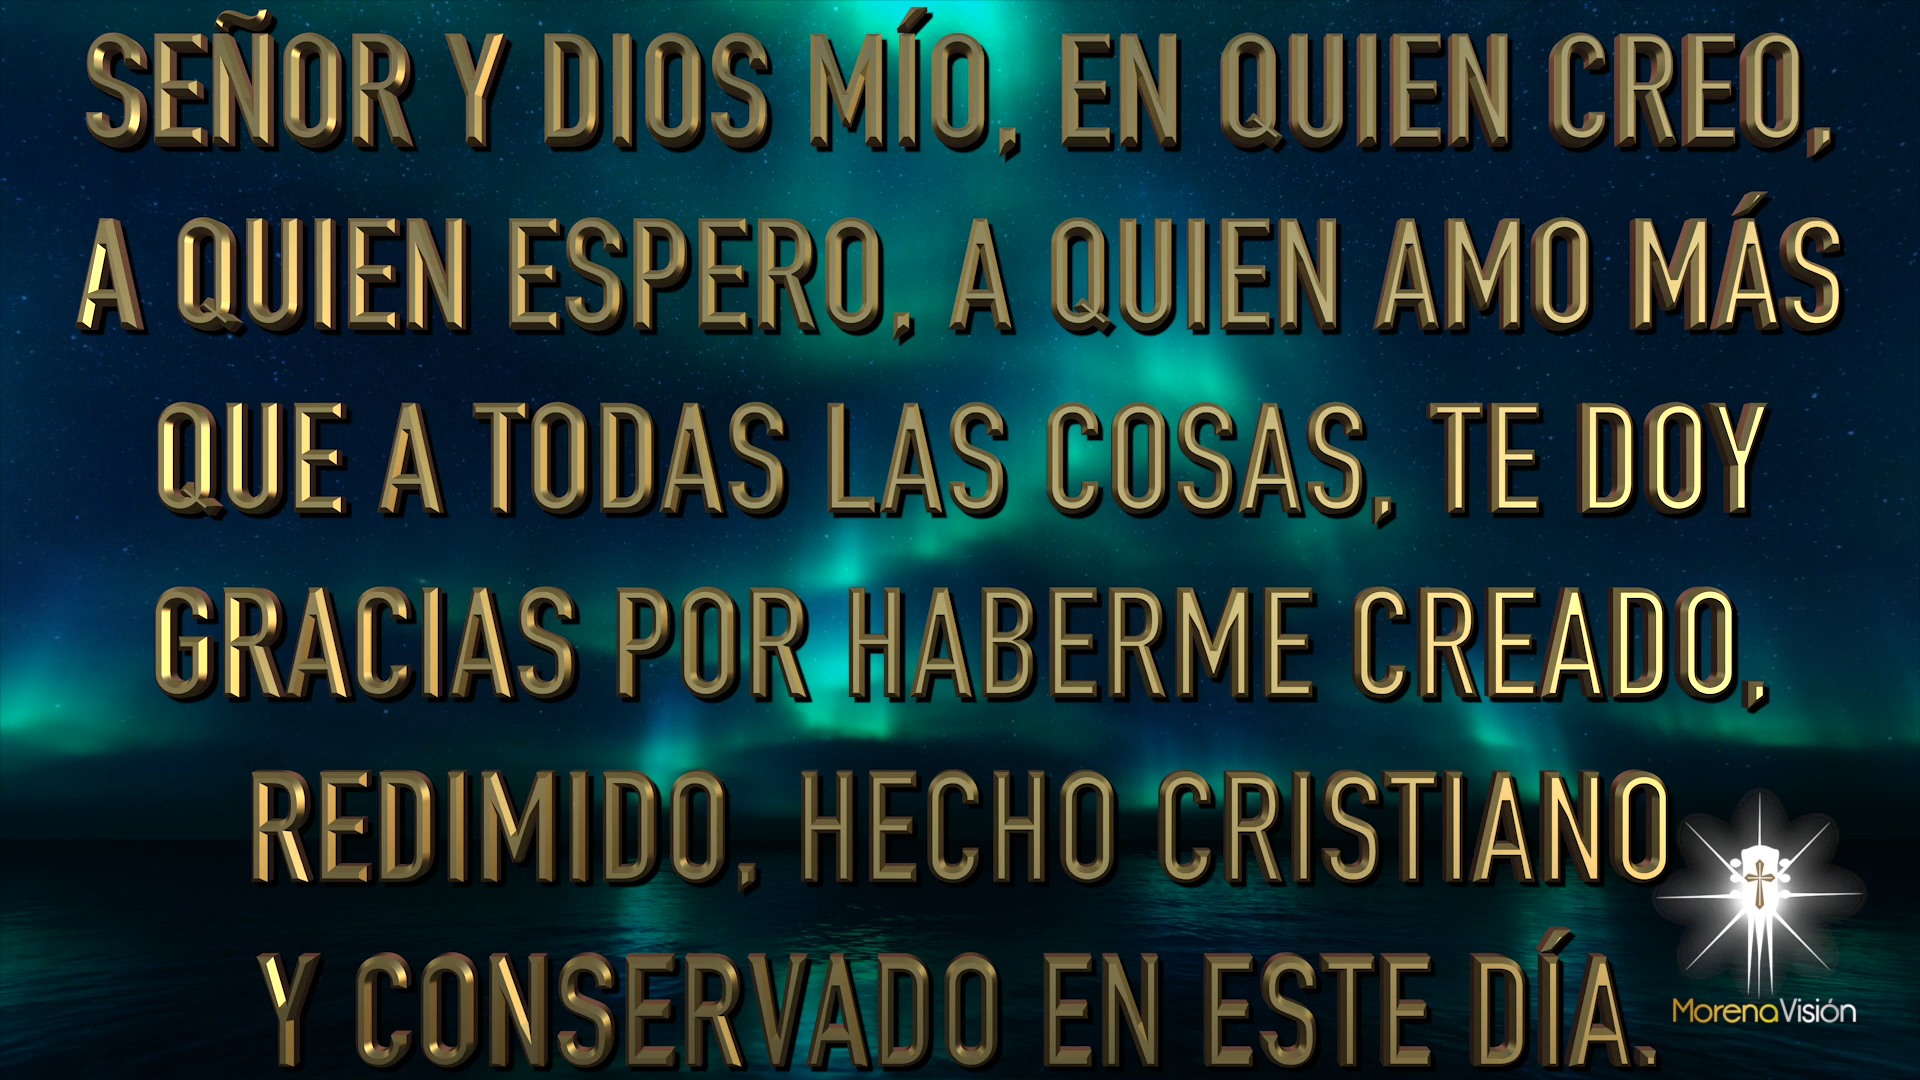 SEÑOR Y DIOS MÍO, EN QUIEN CREO,
A QUIEN ESPERO, A QUIEN AMO MÁS
QUE A TODAS LAS COSAS, TE DOY
GRACIAS POR HABERME CREADO,
REDIMIDO, HECHO CRISTIANO
Y CONSERVADO EN ESTE DÍA.
MorenaVisión